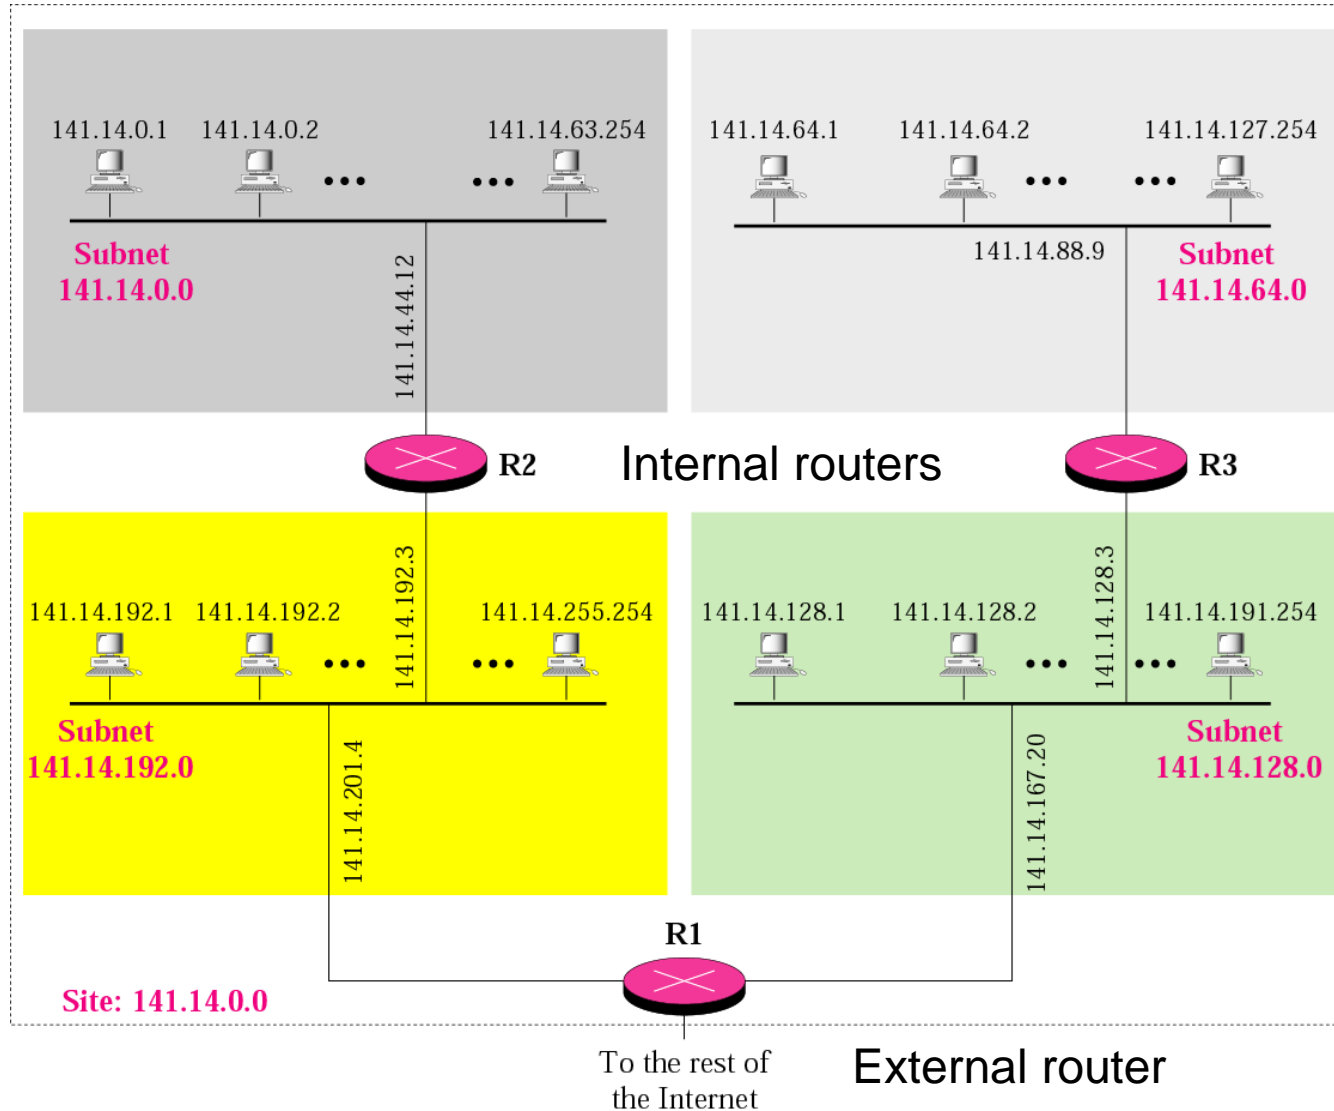 141.14.0.1
141.14.0.2
141.14.63.254
Subnet
141.14.0.0
141.14.44.12
141.14.64.1
141.14.64.2
141.14.127.254
141.14.88.9
Subnet
141.14.64.0
R2
Internal routers
R3
141.14.192.1
141.14.192.2
141.14.192.3
141.14.255.254
Subnet
141.14.192.0
141.14.201.4
141.14.128.1
141.14.128.2
141.14.128.3
141.14.191.254
Subnet
141.14.128.0
141.14.167.20
R1
Site: 141.14.0.0
To the rest of
the Internet
External router